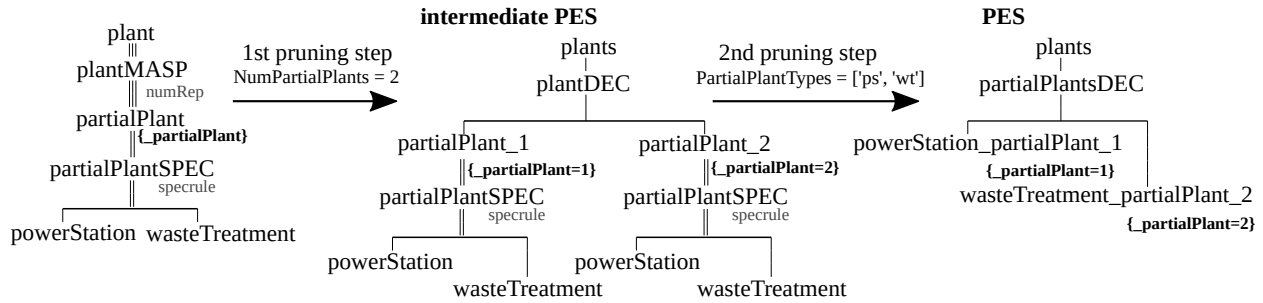 plant
plantMASP
numRep
partialPlant
{_partialPlant}
partialPlantSPEC
specrule
powerStation wasteTreatment
1st pruning step
NumPartialPlants = 2
intermediate PES
plants
plantDEC
partialPlant_1
{_partialPlant=1}
partialPlantSPEC
specrule
powerStation
wasteTreatment
partialPlant_2
{_partialPlant=2}
partialPlantSPEC
specrule
powerStation
wasteTreatment
2nd pruning step
PartialPlantTypes = ['ps', 'wt']
PES
plants
partialPlantsDEC
powerStation_partialPlant_1
{_partialPlant=1}
wasteTreatment_partialPlant_2
{_partialPlant=2}